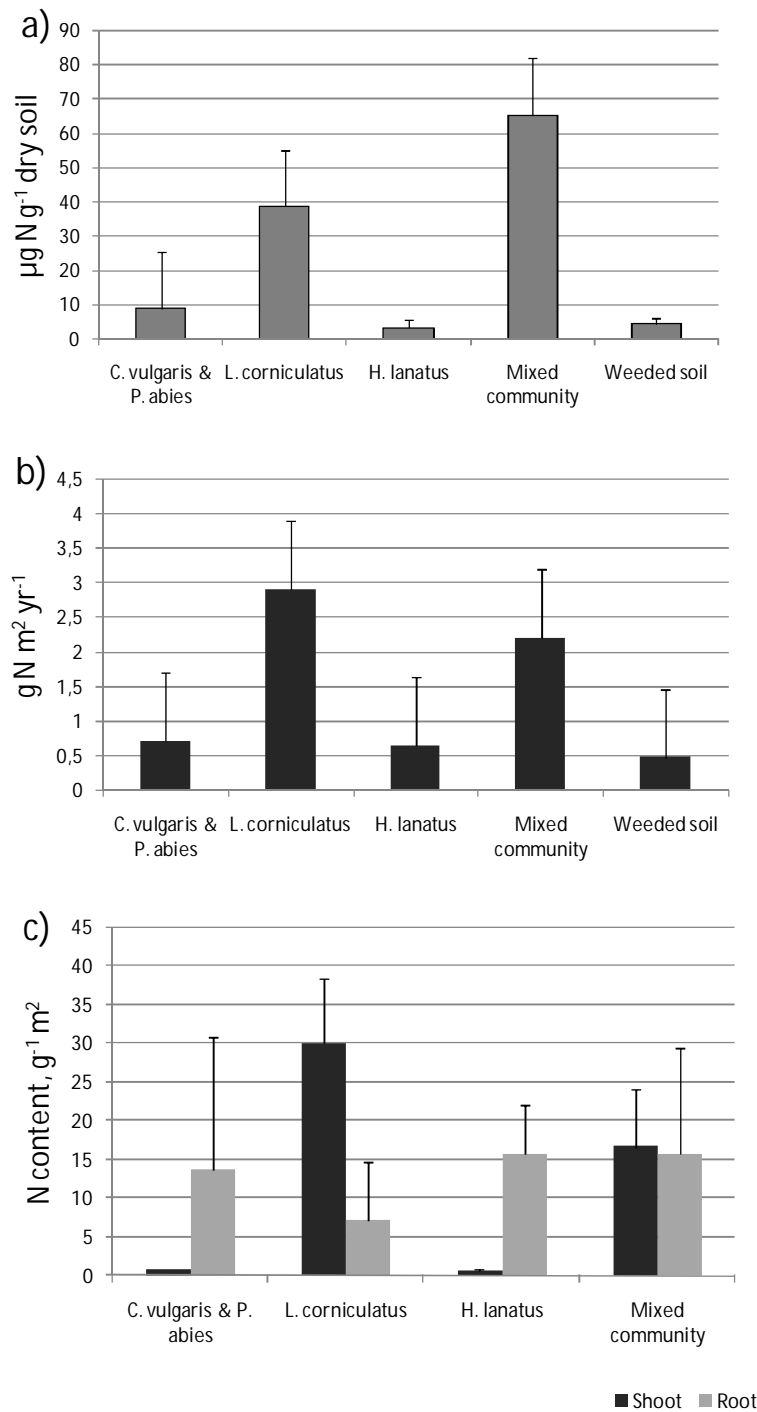 a)
µg N g⁻¹ dry soil
90
80
70
60
50
40
30
20
10
0
C. vulgaris &
P. abies
L. corniculatus
H. lanatus
Mixed
community
Weeded soil
b)
g N m² yr⁻¹
4,5
4
3,5
3
2,5
2
1,5
1
0,5
0
C. vulgaris &
P. abies
L. corniculatus
H. lanatus
Mixed
community
Weeded soil
c)
N content, g⁻¹ m²
45
40
35
30
25
20
15
10
5
0
C. vulgaris & P.
abies
L. corniculatus
H. lanatus
Mixed
community
Shoot
Root